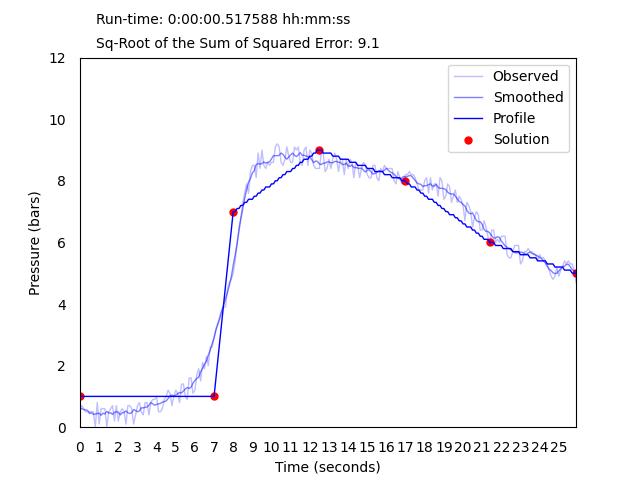 Run-time: 0:00:00.517588 hh:mm:ss
Sq-Root of the Sum of Squared Error: 9.1
12
10
8
6
4
2
0
Pressure (bars)
Observed
Smoothed
Profile
Solution
0 1 2 3 4 5 6 7 8 9 10 11 12 13 14 15 16 17 18 19 20 21 22 23 24 25
Time (seconds)